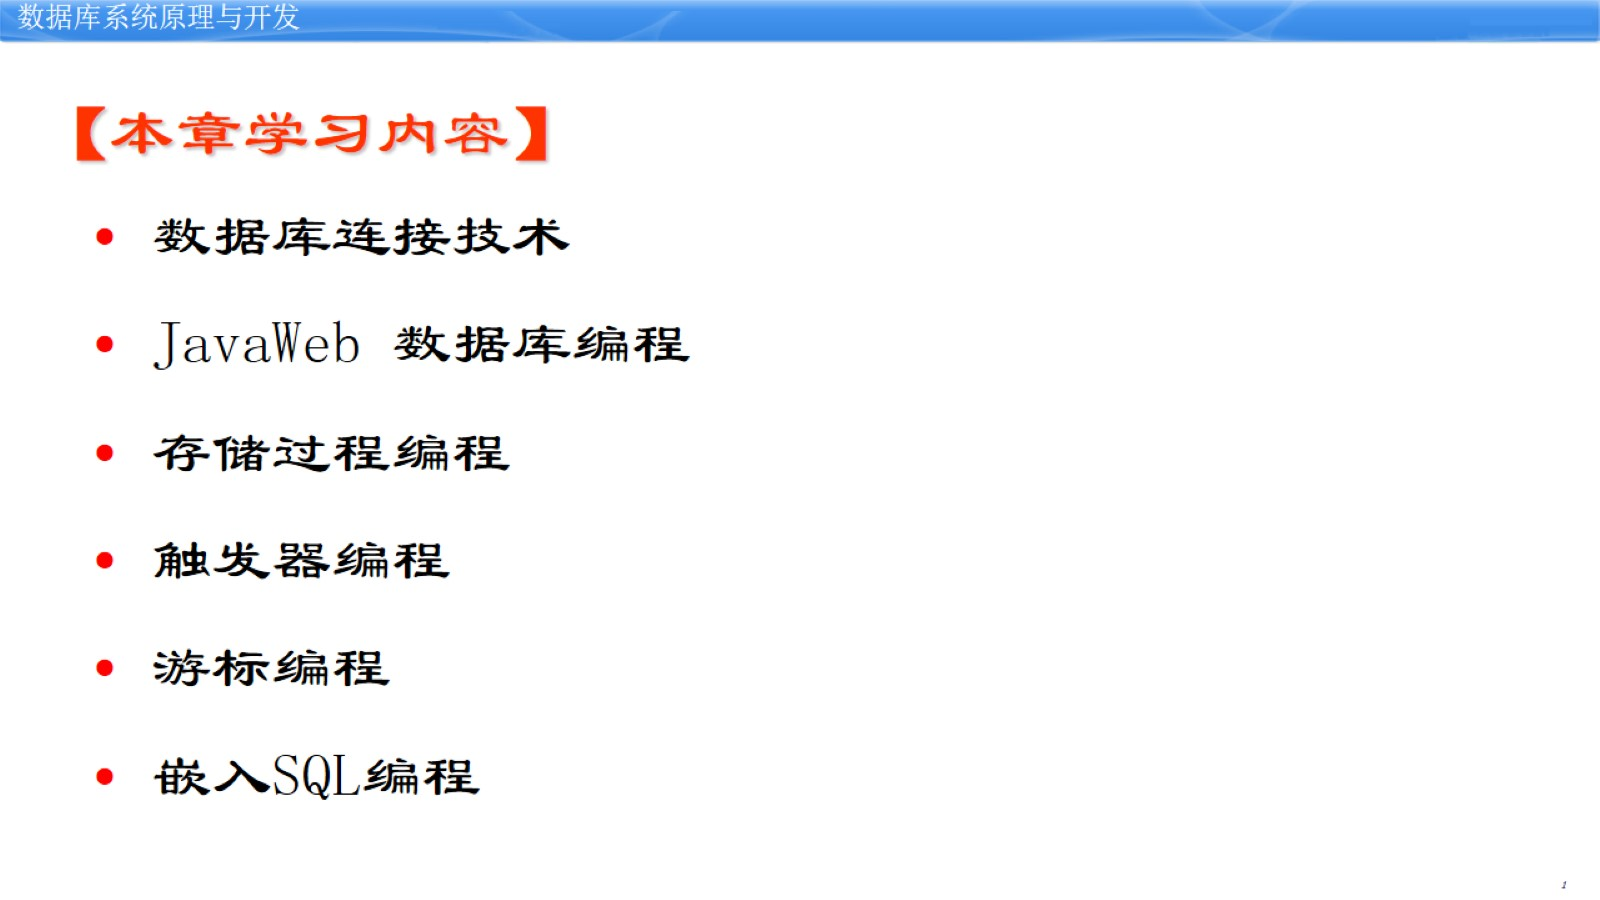 数据库系统原理与开发
【本章学习内容】
• 数据库连接技术
• JavaWeb 数据库编程
• 存储过程编程
• 触发器编程
• 游标编程
• 嵌入SQL编程
1